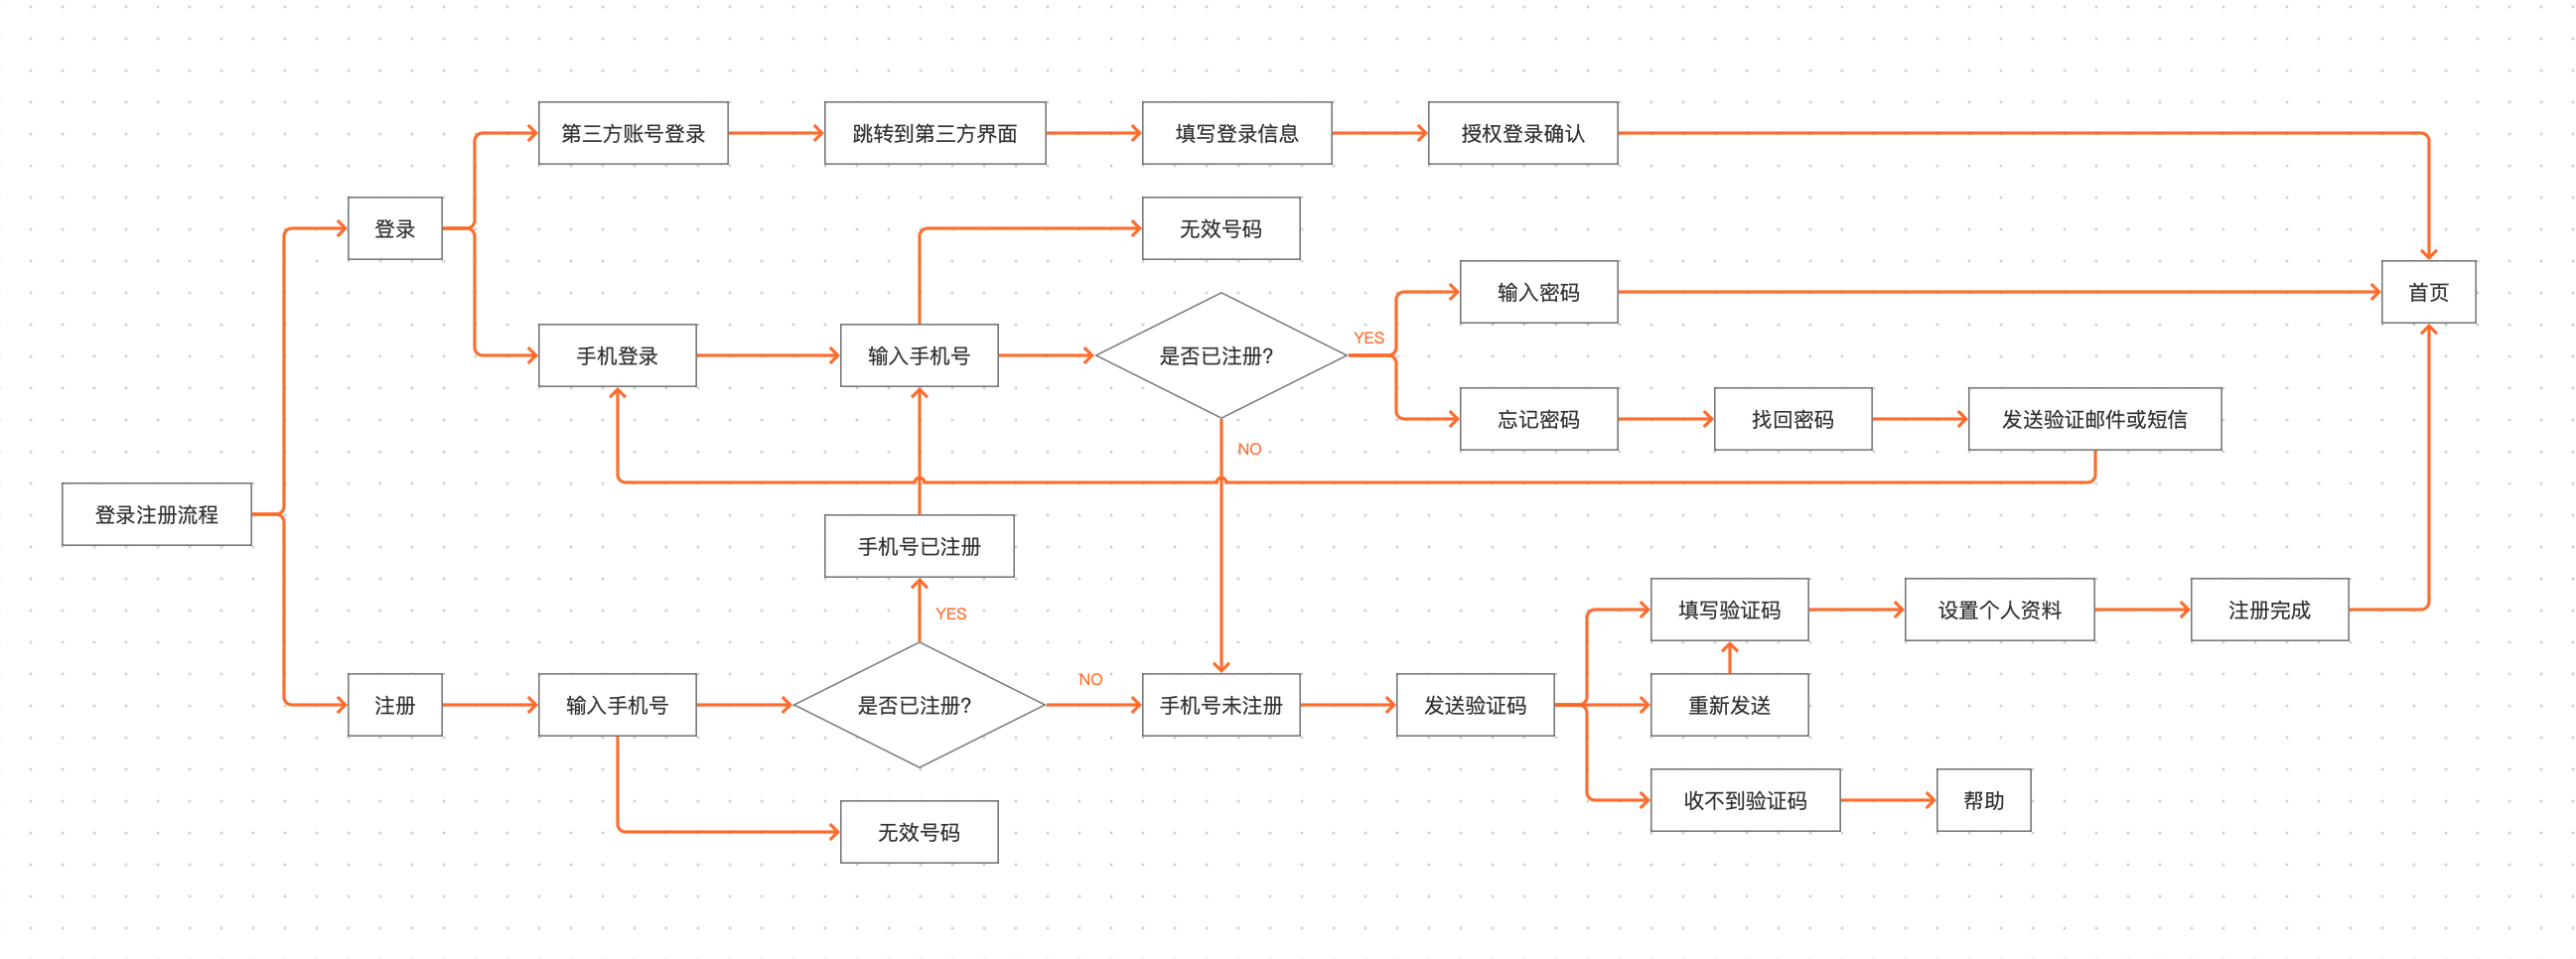 第三方账号登录
跳转到第三方界面
填写登录信息
授权登录确认
登录
无效号码
输入密码
首页
手机登录
输入手机号
是否已注册?
YES
忘记密码
找回密码
发送验证邮件或短信
NO
登录注册流程
手机号已注册
YES
填写验证码
设置个人资料
注册完成
注册
输入手机号
是否已注册?
NO
手机号未注册
发送验证码
重新发送
收不到验证码
帮助
无效号码